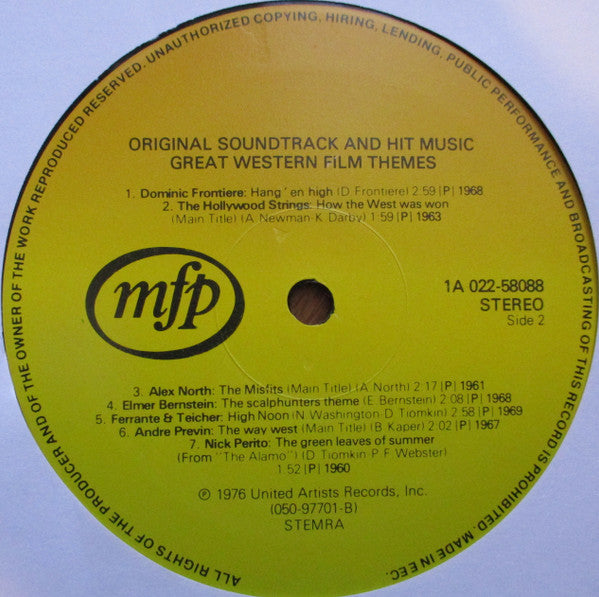 ALL RIGHTS OF THE PRODUCER AND OF THE OWNER OF THE WORK REPRODUCED RESERVED. UNAUTHORIZED COPYING, HIRING, LENDING, PUBLIC PERFORMANCE AND BROADCASTING OF THIS RECORD IS PROHIBITED. MADE IN EEC.
ORIGINAL SOUNDTRACK AND HIT MUSIC
GREAT WESTERN FiLM THEMES
1. Dominic Frontiere: Hang' en high (D. Frontiere) 2:59 |P| 1968
2. The Hollywood Strings: How the West was won
(Main Title) (A. Newman-K. Darby) 1:59 |P| 1963
mfp
1A 022-58088
STEREO
Side 2
3. Alex North: The Misfits (Main Title) (A. North) 2:17 |P| 1961
4. Elmer Bernstein: The scalphunters theme (E. Bernstein) 2:08 |P| 1968
5. Ferrante & Teicher: High Noon (N. Washington-D. Tiomkin) 2:58 |P| 1969
6. Andre Previn: The way west (Main Title) (B. Kaper) 2:02 |P| 1967
7. Nick Perito: The green leaves of summer
(From "The Alamo") (D. Tiomkin-P. F. Webster)
1:52 |P| 1960
℗ 1976 United Artists Records, Inc.
(050-97701-B)
STEMRA